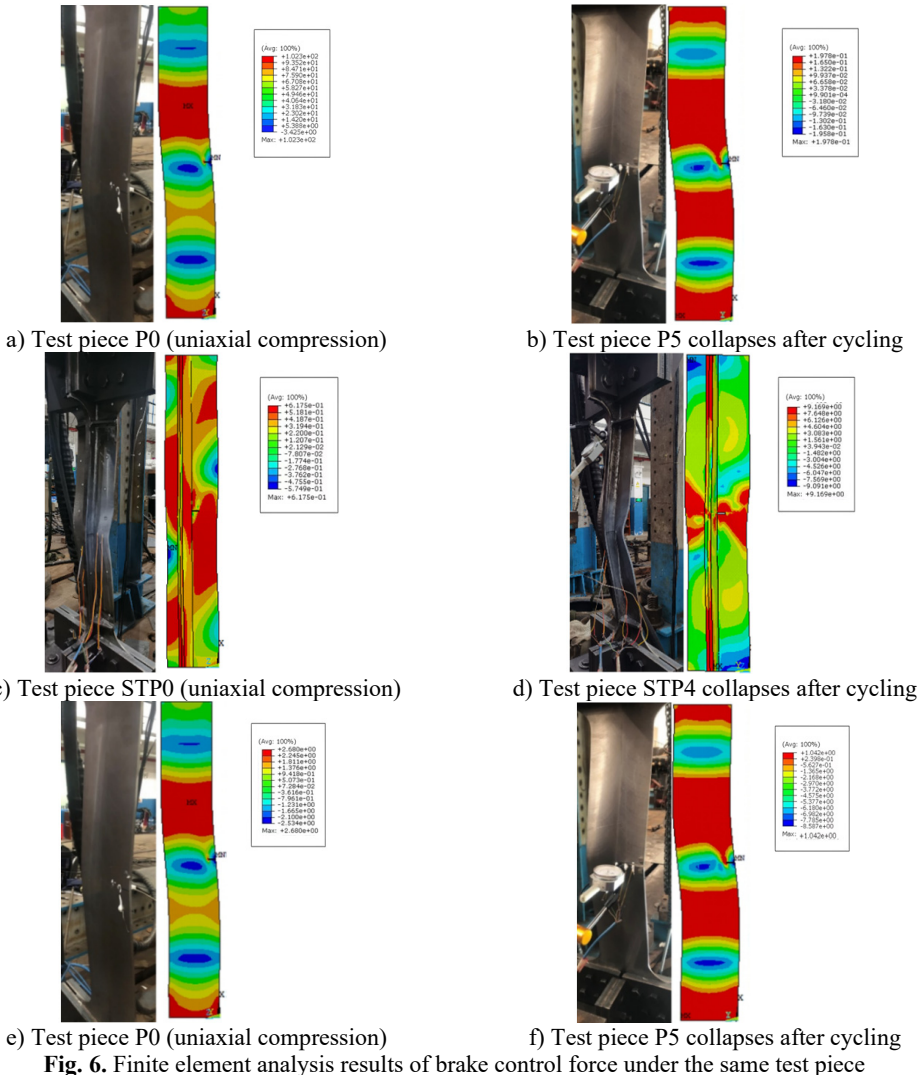 (Avg: 100%)
+1.023e+02
+9.352e+01
+8.471e+01
+7.590e+01
+6.708e+01
+5.827e+01
+4.946e+01
+4.064e+01
+3.183e+01
+2.302e+01
+1.420e+01
+5.388e+00
-3.425e+00
Max: +1.023e+02
(Avg: 100%)
+1.978e-01
+1.650e-01
+1.322e-01
+9.937e-02
+6.658e-02
+3.378e-02
+9.901e-04
-3.180e-02
-6.460e-02
-9.739e-02
-1.302e-01
-1.630e-01
-1.958e-01
Max: +1.978e-01
a) Test piece P0 (uniaxial compression)
b) Test piece P5 collapses after cycling
(Avg: 100%)
+6.175e-01
+5.181e-01
+4.187e-01
+3.194e-01
+2.200e-01
+1.207e-01
+2.129e-02
-7.807e-02
-1.774e-01
-2.768e-01
-3.762e-01
-4.755e-01
-5.749e-01
Max: +6.175e-01
(Avg: 100%)
+9.169e+00
+7.648e+00
+6.126e+00
+4.604e+00
+3.083e+00
+1.561e+00
+3.943e-02
-1.482e+00
-3.004e+00
-4.526e+00
-6.047e+00
-7.569e+00
-9.091e+00
Max: +9.169e+00
) Test piece STP0 (uniaxial compression)
d) Test piece STP4 collapses after cycling
(Avg: 100%)
+2.680e+00
+2.245e+00
+1.811e+00
+1.376e+00
+9.418e-01
+5.073e-01
+7.284e-02
-3.616e-01
-7.961e-01
-1.231e+00
-1.665e+00
-2.100e+00
-2.534e+00
Max: +2.680e+00
(Avg: 100%)
+1.042e+00
+2.398e-01
-5.627e-01
-1.365e+00
-2.168e+00
-2.970e+00
-3.772e+00
-4.575e+00
-5.377e+00
-6.180e+00
-6.982e+00
-7.785e+00
-8.587e+00
Max: +1.042e+00
e) Test piece P0 (uniaxial compression)
f) Test piece P5 collapses after cycling
Fig. 6. Finite element analysis results of brake control force under the same test piece